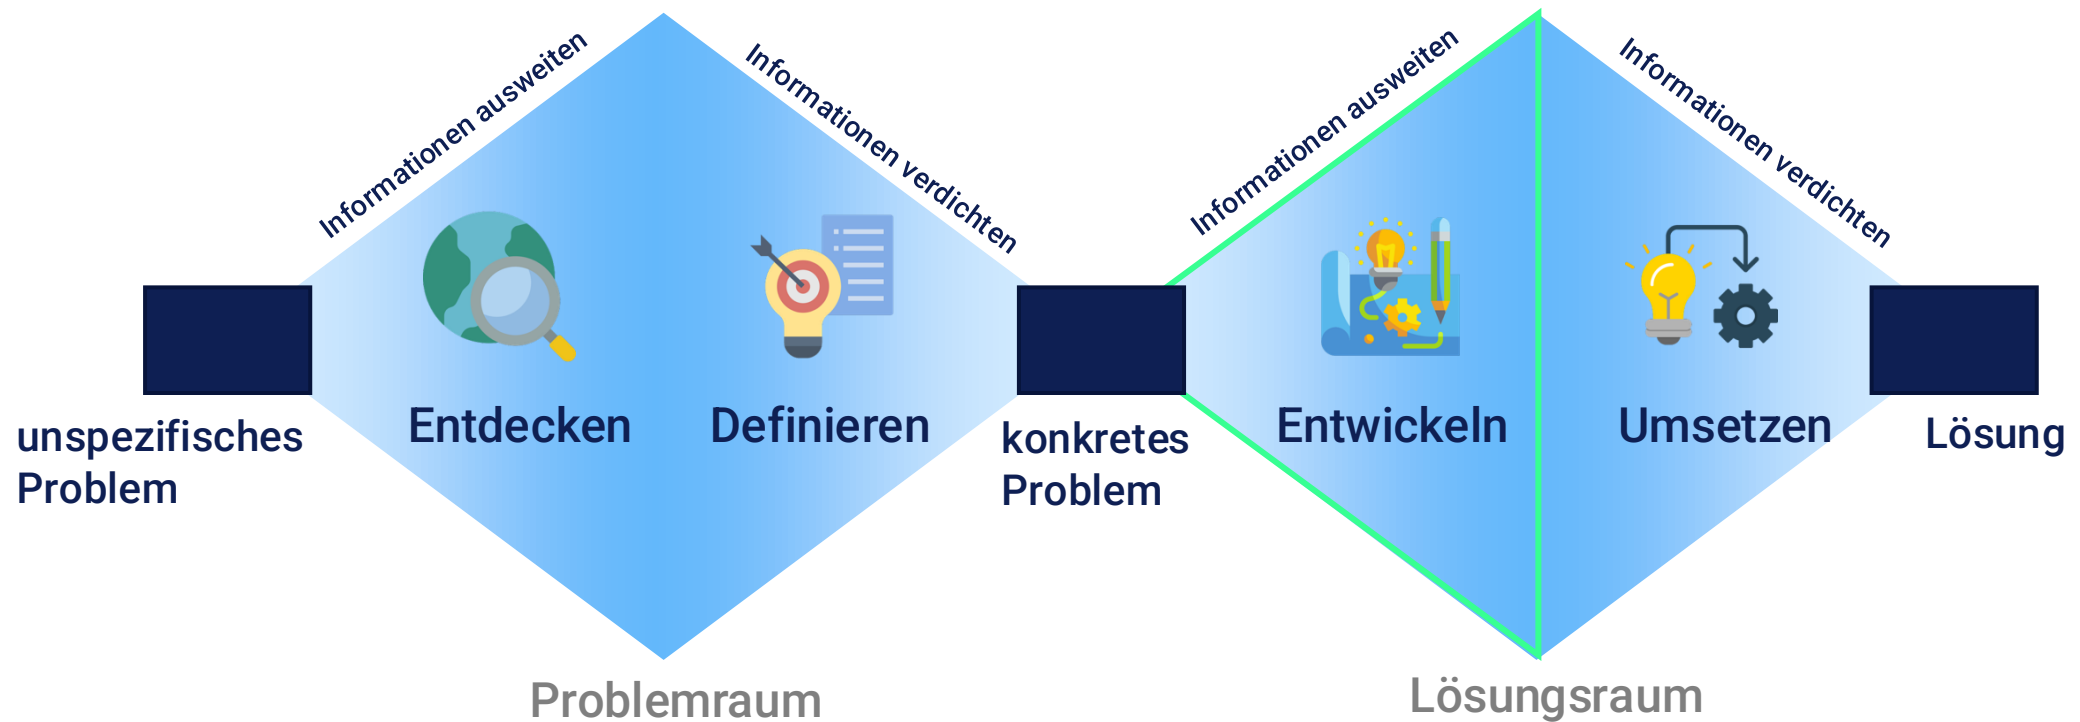 Informationen ausweiten
Informationen verdichten
Informationen ausweiten
Informationen verdichten
unspezifisches
Problem
Entdecken
Definieren
konkretes
Problem
Entwickeln
Umsetzen
Lösung
Problemraum
Lösungsraum